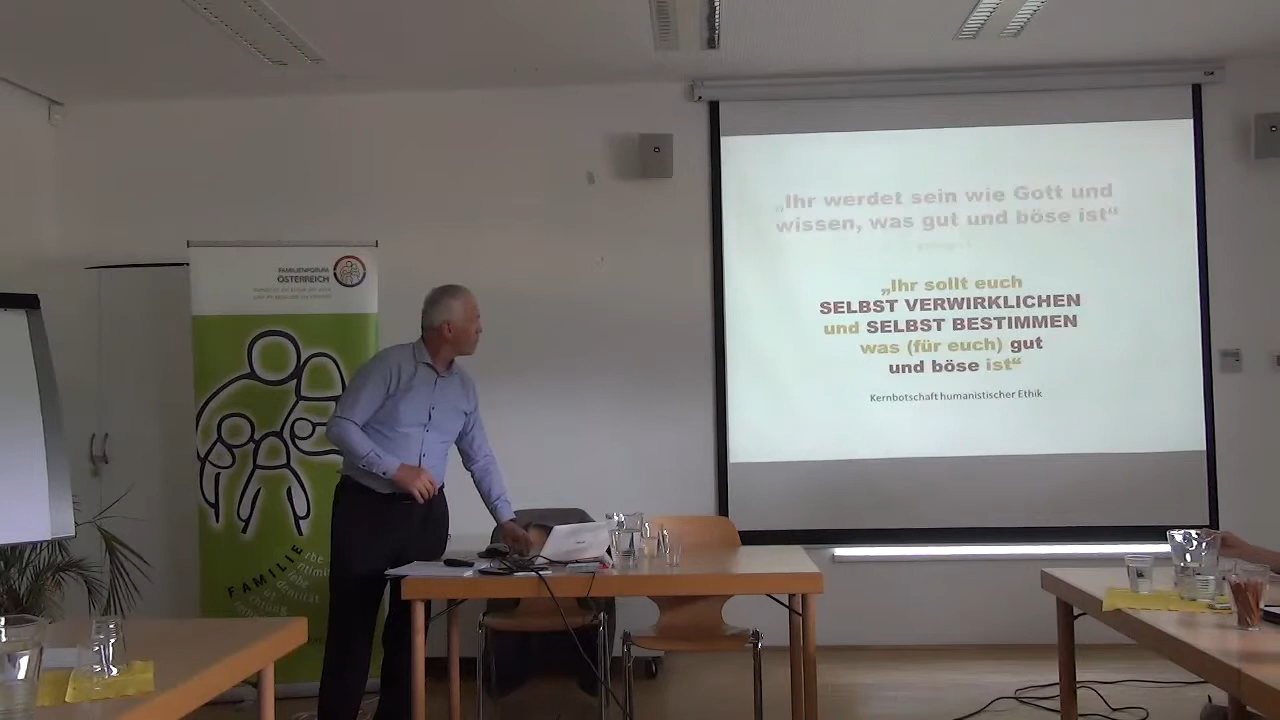 FAMILIENFORUM
ÖSTERREICH
„Ihr werdet sein wie Gott und
wissen, was gut und böse ist“
„Ihr sollt euch
SELBST VERWIRKLICHEN
und SELBST BESTIMMEN
was (für euch) gut
und böse ist“
Kernbotschaft humanistischer Ethik
FAMILIE